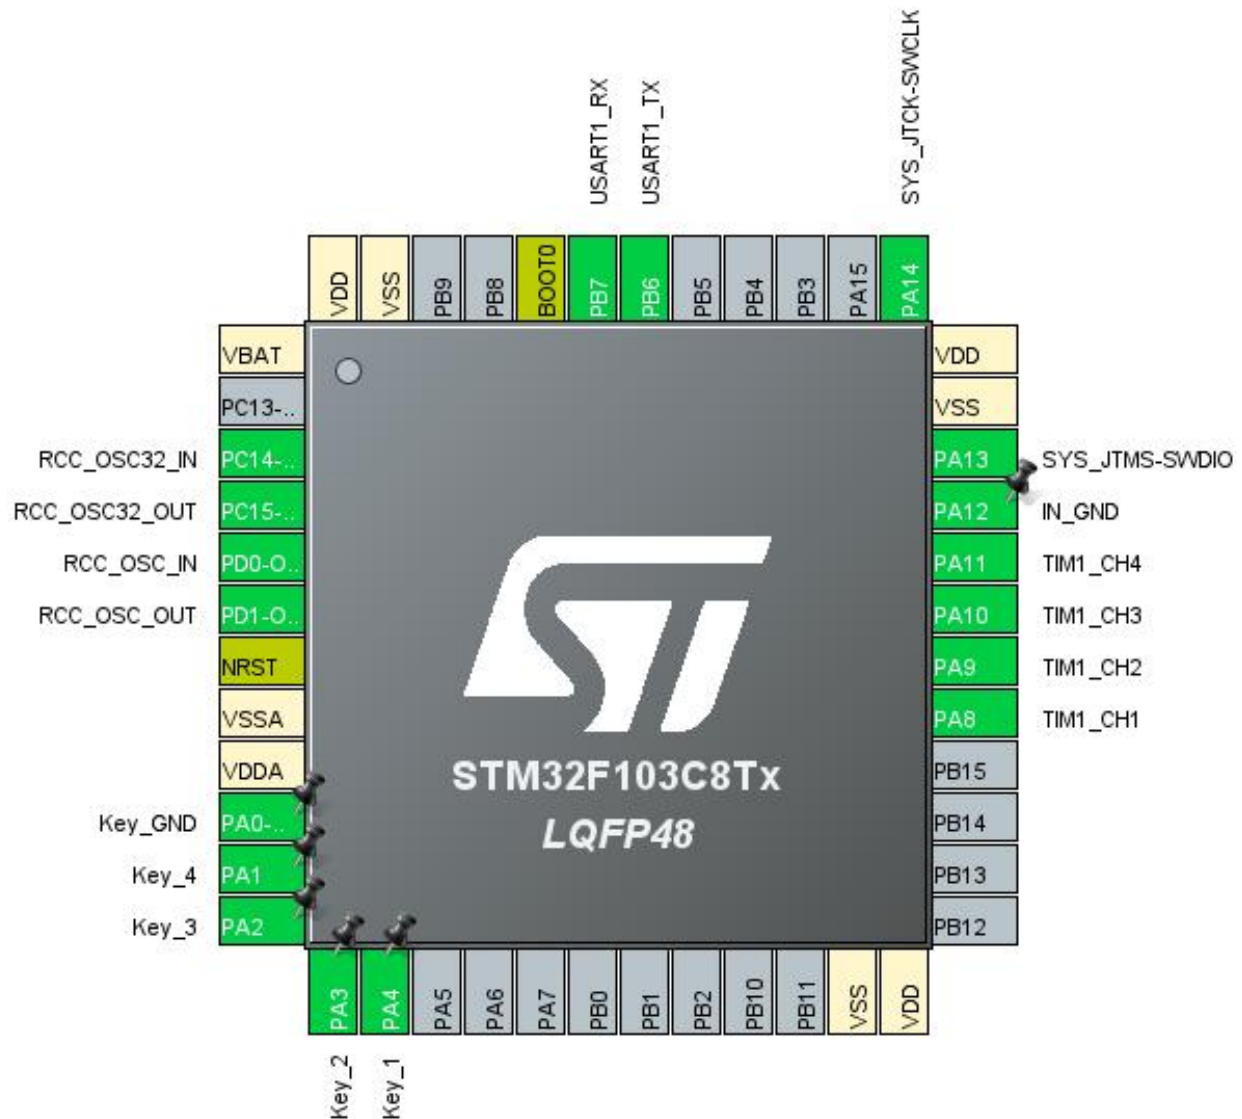 SYS_JTCK-SWCLK
USART1_RX
USART1_TX
VDD
VSS
PB9
PB8
BOOT0
PB7
PB6
PB5
PB4
PB3
PA15
PA14
VBAT
PC13-..
RCC_OSC32_IN PC14-..
RCC_OSC32_OUT PC15-..
RCC_OSC_IN PD0-O..
RCC_OSC_OUT PD1-O..
NRST
VSSA
VDDA
Key_GND PA0-..
Key_4 PA1
Key_3 PA2
VDD
VSS
PA13 SYS_JTMS-SWDIO
PA12 IN_GND
PA11 TIM1_CH4
PA10 TIM1_CH3
PA9 TIM1_CH2
PA8 TIM1_CH1
PB15
PB14
PB13
PB12
ST
STM32F103C8Tx
LQFP48
PA3
PA4
PA5
PA6
PA7
PB0
PB1
PB2
PB10
PB11
VSS
VDD
Key_2
Key_1